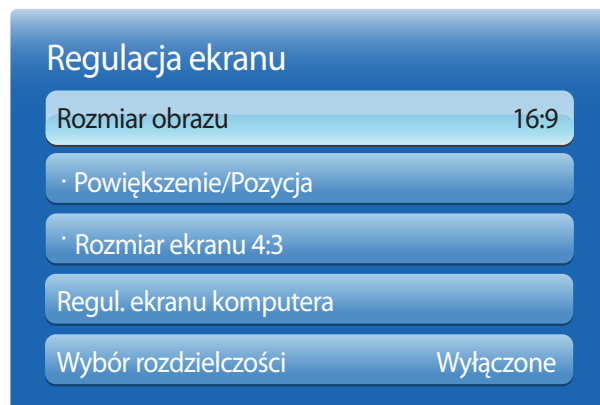 Regulacja ekranu
Rozmiar obrazu 16:9
· Powiększenie/Pozycja
· Rozmiar ekranu 4:3
Regul. ekranu komputera
Wybór rozdzielczości Wyłączone